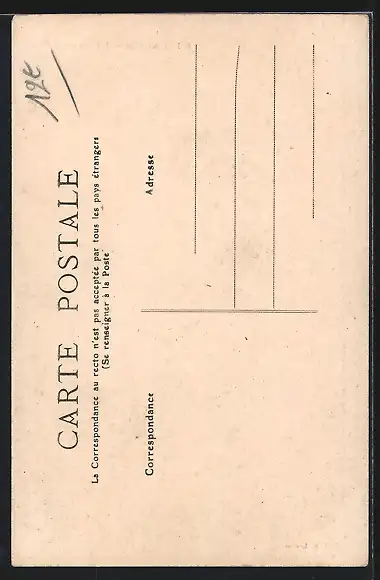 12€
CARTE POSTALE
La Correspondance au recto n'est pas acceptée par tous les pays étrangers
(Se renseigner à la Poste)
Correspondance
Adresse